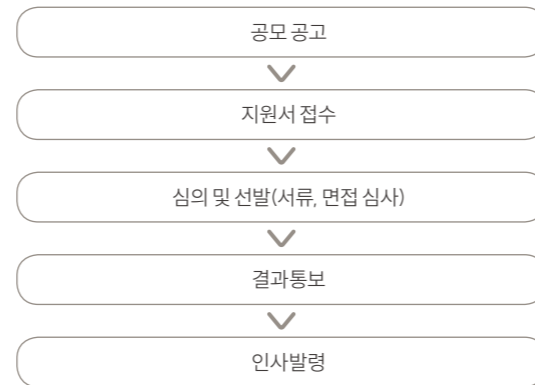 공모 공고
지원서 접수
심의 및 선발(서류, 면접 심사)
결과통보
인사발령